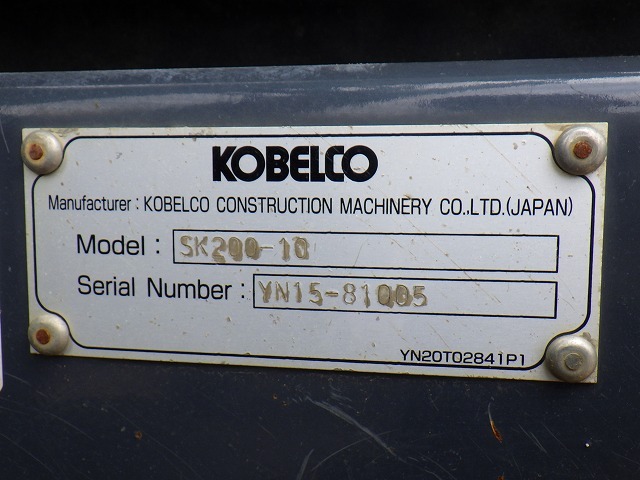 KOBELCO
Manufacturer : KOBELCO CONSTRUCTION MACHINERY CO.,LTD.(JAPAN)
Model : SK200-10
Serial Number : YN15-81005
YN20T02841P1